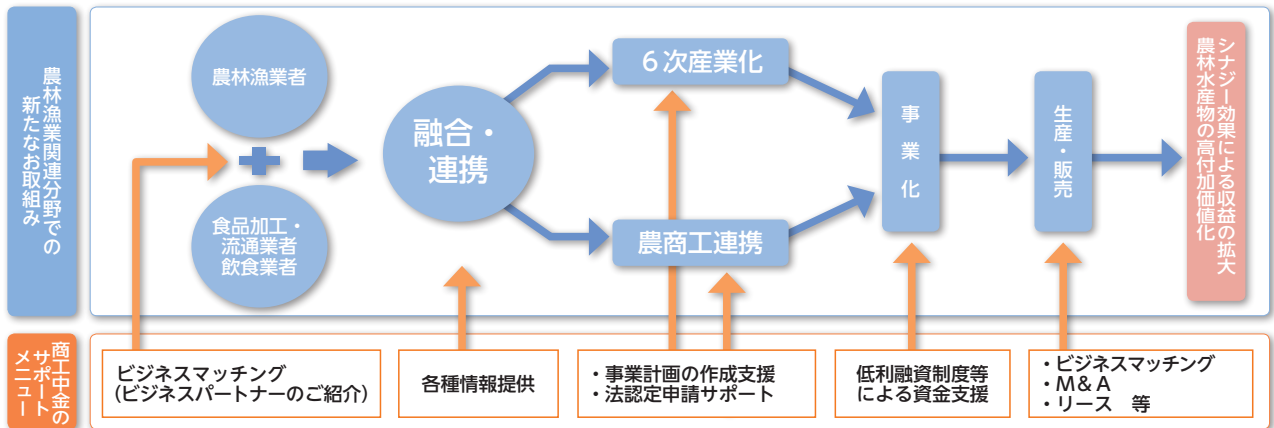 農林漁業関連分野での
新たなお取組み
農林漁業者
食品加工・
流通業者
飲食業者
融合・
連携
６次産業化
農商工連携
事業化
生産・販売
シナジー効果による収益の拡大
農林水産物の高付加価値化
商工中金の
サポート
メニュー
ビジネスマッチング
（ビジネスパートナーのご紹介）
各種情報提供
・事業計画の作成支援
・法認定申請サポート
低利融資制度等
による資金支援
・ビジネスマッチング
・Ｍ＆Ａ
・リース　等